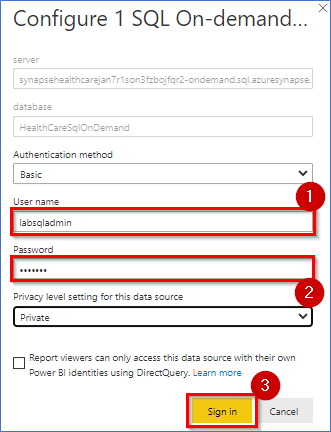 Configure 1 SQL On-demand...
server
synapsehealthcarejan7r1son3fzbojfqr2-ondemand.sql.azuresynapse.
database
HealthCareSqlOnDemand
Authentication method
Basic
1
User name
labsqladmin
Password
•••••••
2
Privacy level setting for this data source
Private
Report viewers can only access this data source with their own
Power BI identities using DirectQuery. Learn more
3
Sign in
Cancel